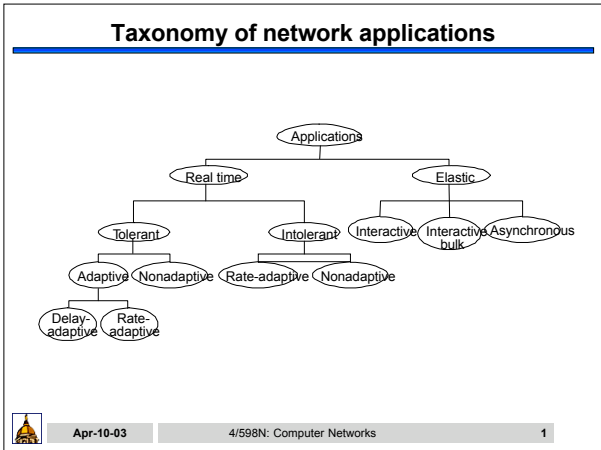 Taxonomy of network applications
Applications
Real time
Elastic
Tolerant
Intolerant
Interactive
Interactive
bulk
Asynchronous
Adaptive
Nonadaptive
Rate-adaptive
Nonadaptive
Delay-
adaptive
Rate-
adaptive
Apr-10-03
4/598N: Computer Networks
1